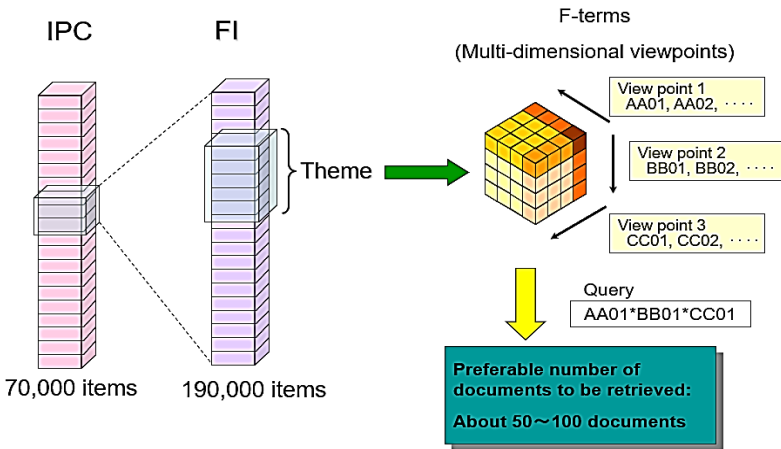 IPC
FI
F-terms
(Multi-dimensional viewpoints)
View point 1
AA01, AA02, ‥‥
View point 2
BB01, BB02, ‥‥
View point 3
CC01, CC02, ‥‥
Theme
Query
AA01*BB01*CC01
70,000 items
190,000 items
Preferable number of
documents to be retrieved:
About 50～100 documents